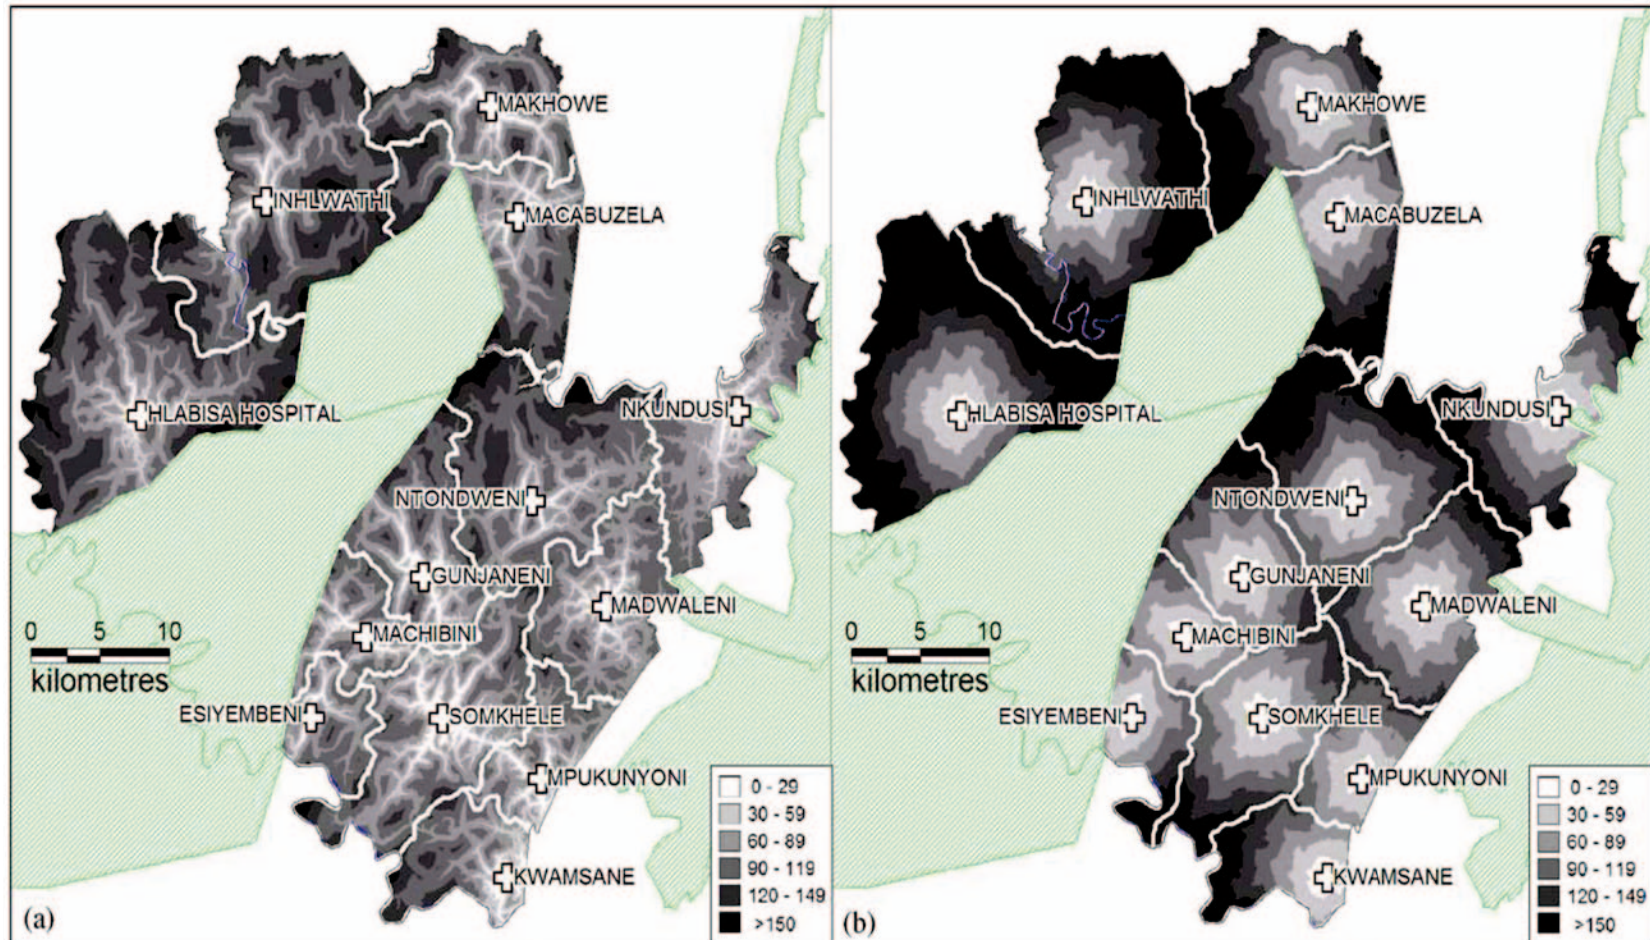 MAKHOWE
INHLWATHI
MACABUZELA
HLABISA HOSPITAL
NKUNDUSI
NTONDWENI
GUNJANENI
MADWALENI
MACHIBINI
0 5 10
kilometres
ESIYEMBENI
SOMKHELE
MPUKUNYONI
KWAMSANE
0 - 29
30 - 59
60 - 89
90 - 119
120 - 149
>150
(a)
MAKHOWE
INHLWATHI
MACABUZELA
HLABISA HOSPITAL
NKUNDUSI
NTONDWENI
GUNJANENI
MADWALENI
MACHIBINI
0 5 10
kilometres
ESIYEMBENI
SOMKHELE
MPUKUNYONI
KWAMSANE
0 - 29
30 - 59
60 - 89
90 - 119
120 - 149
>150
(b)